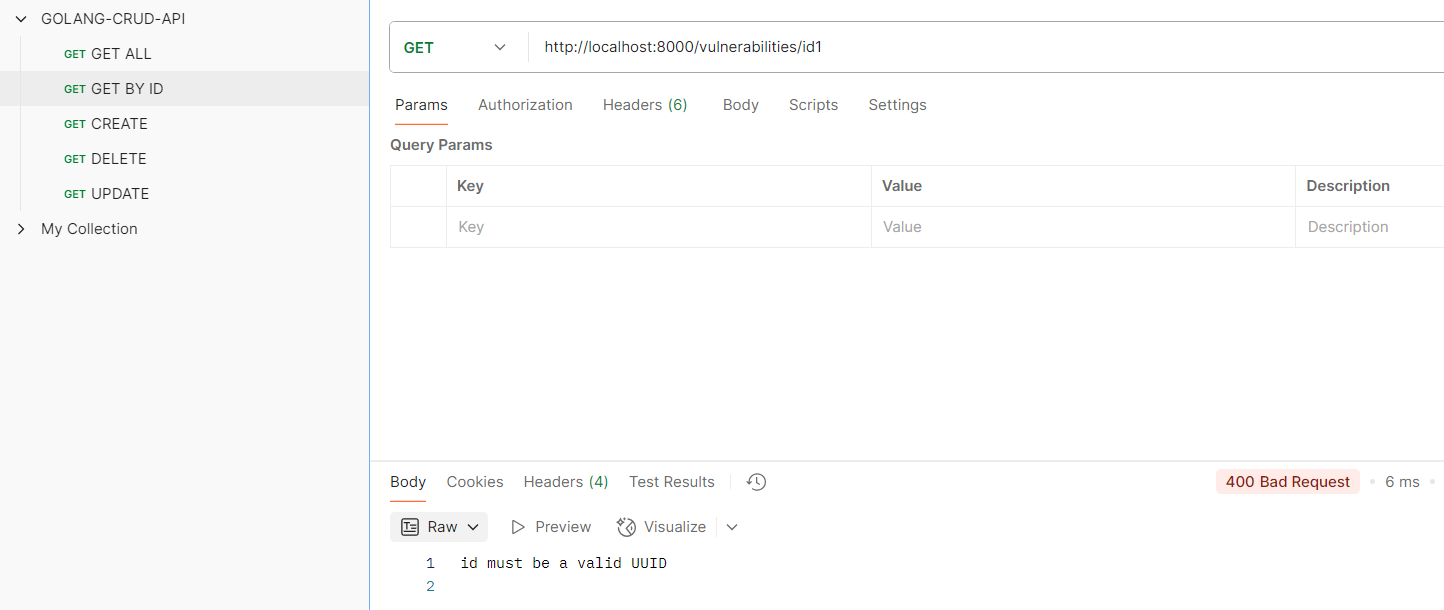 GOLANG-CRUD-API
GET GET ALL
GET GET BY ID
GET CREATE
GET DELETE
GET UPDATE
My Collection
GET http://localhost:8000/vulnerabilities/id1
Params Authorization Headers (6) Body Scripts Settings
Query Params
Key Value Description
Key Value Description
Body Cookies Headers (4) Test Results 400 Bad Request • 6 ms •
Raw Preview Visualize
1 id must be a valid UUID
2